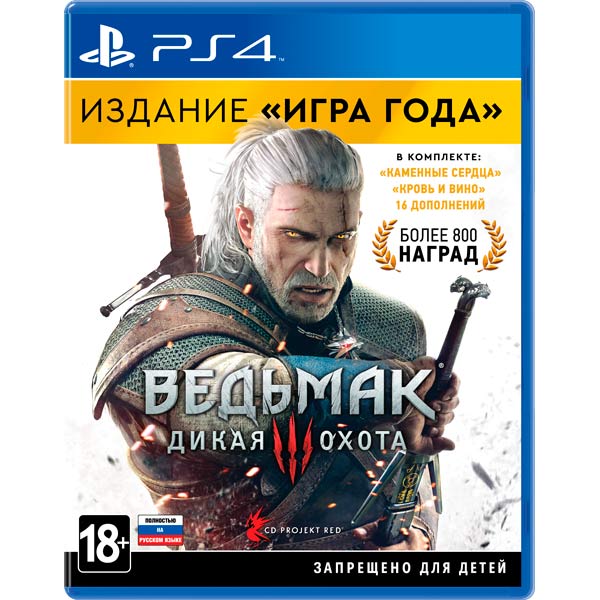 PS4™
ИЗДАНИЕ «ИГРА ГОДА»
В КОМПЛЕКТЕ:
«КАМЕННЫЕ СЕРДЦА»
«КРОВЬ И ВИНО»
16 ДОПОЛНЕНИЙ
БОЛЕЕ 800
НАГРАД
ВЕДЬМАК®
ДИКАЯ III ОХОТА
CD PROJEKT RED®
18+
ПОЛНОСТЬЮ
НА
РУССКОМ ЯЗЫКЕ
ЗАПРЕЩЕНО ДЛЯ ДЕТЕЙ